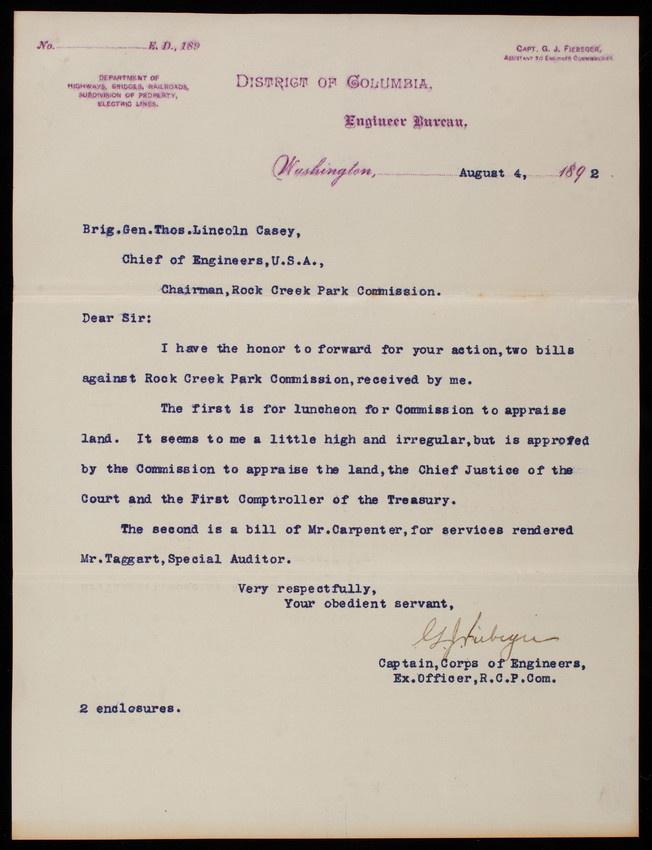 No. E. D., 189
CAPT. G. J. FIEBEGER,
ASSISTANT TO ENGINEER COMMISSIONER.
DEPARTMENT OF
HIGHWAYS, BRIDGES, RAILROADS,
SUBDIVISION OF PROPERTY,
ELECTRIC LINES.
DISTRICT OF COLUMBIA,
Engineer Bureau,
Washington, August 4, 1892
Brig.Gen.Thos.Lincoln Casey,
Chief of Engineers,U.S.A.,
Chairman,Rock Creek Park Commission.
Dear Sir:
I have the honor to forward for your action,two bills
against Rock Creek Park Commission,received by me.
The first is for luncheon for Commission to appraise
land. It seems to me a little high and irregular,but is approved
by the Commission to appraise the land,the Chief Justice of the
Court and the First Comptroller of the Treasury.
The second is a bill of Mr.Carpenter,for services rendered
Mr.Taggart,Special Auditor.
Very respectfully,
Your obedient servant,
G. J. Fiebeger
Captain,Corps of Engineers,
Ex.Officer,R.C.P.Com.
2 enclosures.